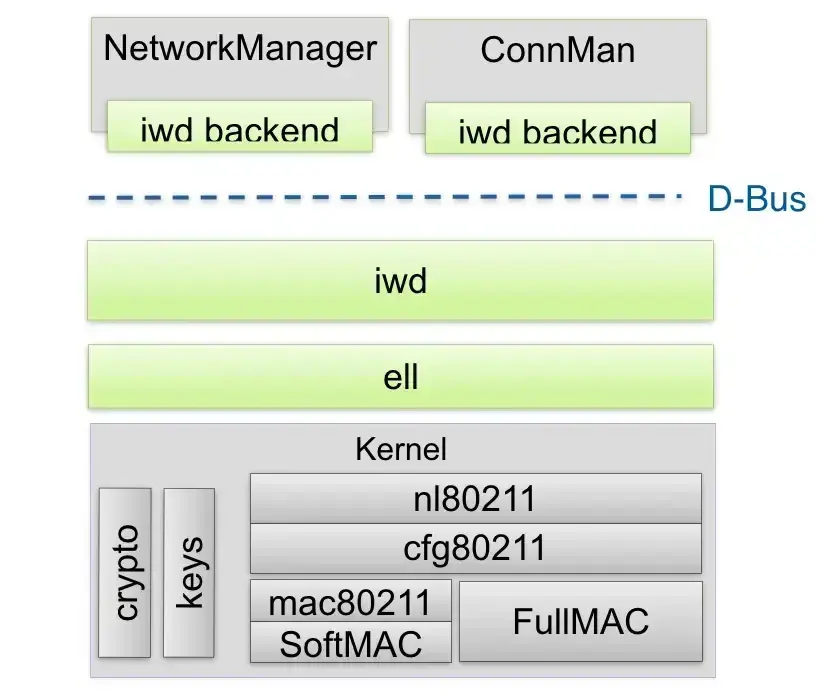 NetworkManager
ConnMan
iwd backend
iwd backend
D-Bus
iwd
ell
Kernel
crypto
keys
nl80211
cfg80211
mac80211
SoftMAC
FullMAC